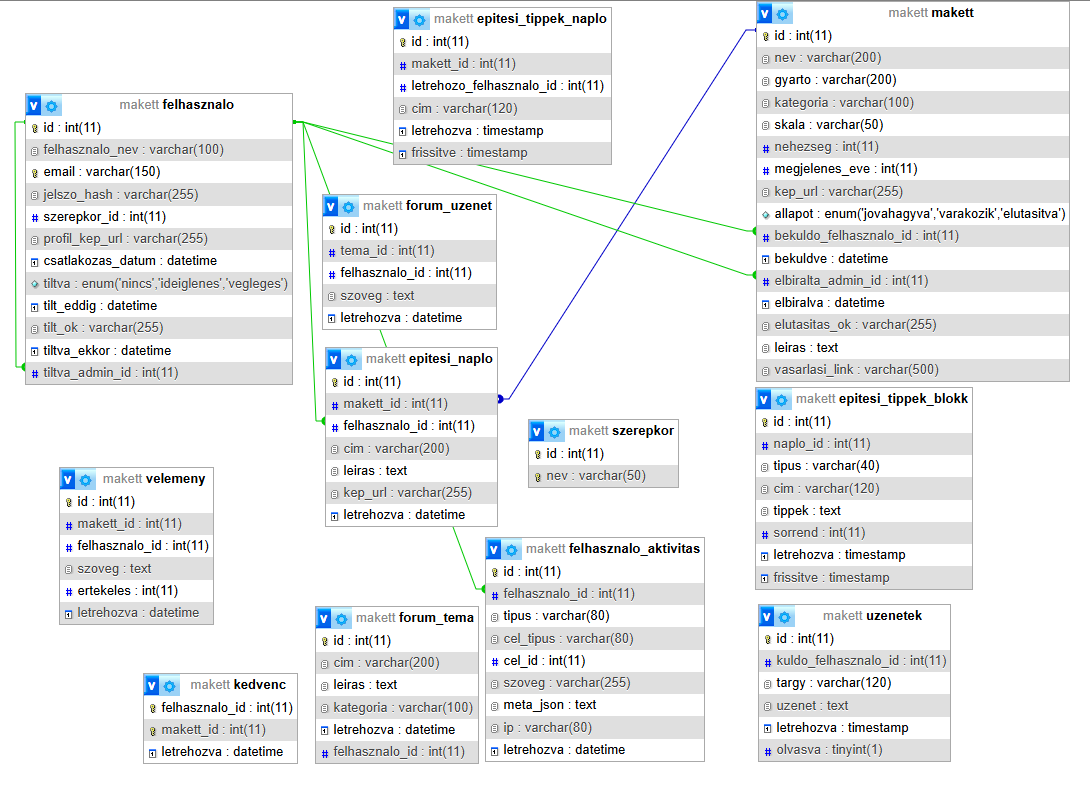 makett epitesi_tippek_naplo
id : int(11)
makett_id : int(11)
letrehozo_felhasznalo_id : int(11)
cim : varchar(120)
letrehozva : timestamp
frissitve : timestamp
makett makett
id : int(11)
nev : varchar(200)
gyarto : varchar(200)
kategoria : varchar(100)
skala : varchar(50)
nehezseg : int(11)
megjelenes_eve : int(11)
kep_url : varchar(255)
allapot : enum('jovahagyva','varakozik','elutasitva')
bekuldo_felhasznalo_id : int(11)
bekuldve : datetime
elbiralta_admin_id : int(11)
elbiralva : datetime
elutasitas_ok : varchar(255)
leiras : text
vasarlasi_link : varchar(500)
makett felhasznalo
id : int(11)
felhasznalo_nev : varchar(100)
email : varchar(150)
jelszo_hash : varchar(255)
szerepkor_id : int(11)
profil_kep_url : varchar(255)
csatlakozas_datum : datetime
tiltva : enum('nincs','ideiglenes','vegleges')
tilt_eddig : datetime
tilt_ok : varchar(255)
tiltva_ekkor : datetime
tiltva_admin_id : int(11)
makett forum_uzenet
id : int(11)
tema_id : int(11)
felhasznalo_id : int(11)
szoveg : text
letrehozva : datetime
makett epitesi_naplo
id : int(11)
makett_id : int(11)
felhasznalo_id : int(11)
cim : varchar(200)
leiras : text
kep_url : varchar(255)
letrehozva : datetime
makett szerepkor
id : int(11)
nev : varchar(50)
makett epitesi_tippek_blokk
id : int(11)
naplo_id : int(11)
tipus : varchar(40)
cim : varchar(120)
tippek : text
sorrend : int(11)
letrehozva : timestamp
frissitve : timestamp
makett velemeny
id : int(11)
makett_id : int(11)
felhasznalo_id : int(11)
szoveg : text
ertekeles : int(11)
letrehozva : datetime
makett felhasznalo_aktivitas
id : int(11)
felhasznalo_id : int(11)
tipus : varchar(80)
cel_tipus : varchar(80)
cel_id : int(11)
szoveg : varchar(255)
meta_json : text
ip : varchar(80)
letrehozva : datetime
makett forum_tema
id : int(11)
cim : varchar(200)
leiras : text
kategoria : varchar(100)
letrehozva : datetime
felhasznalo_id : int(11)
makett uzenetek
id : int(11)
kuldo_felhasznalo_id : int(11)
targy : varchar(120)
uzenet : text
letrehozva : timestamp
olvasva : tinyint(1)
makett kedvenc
felhasznalo_id : int(11)
makett_id : int(11)
letrehozva : datetime